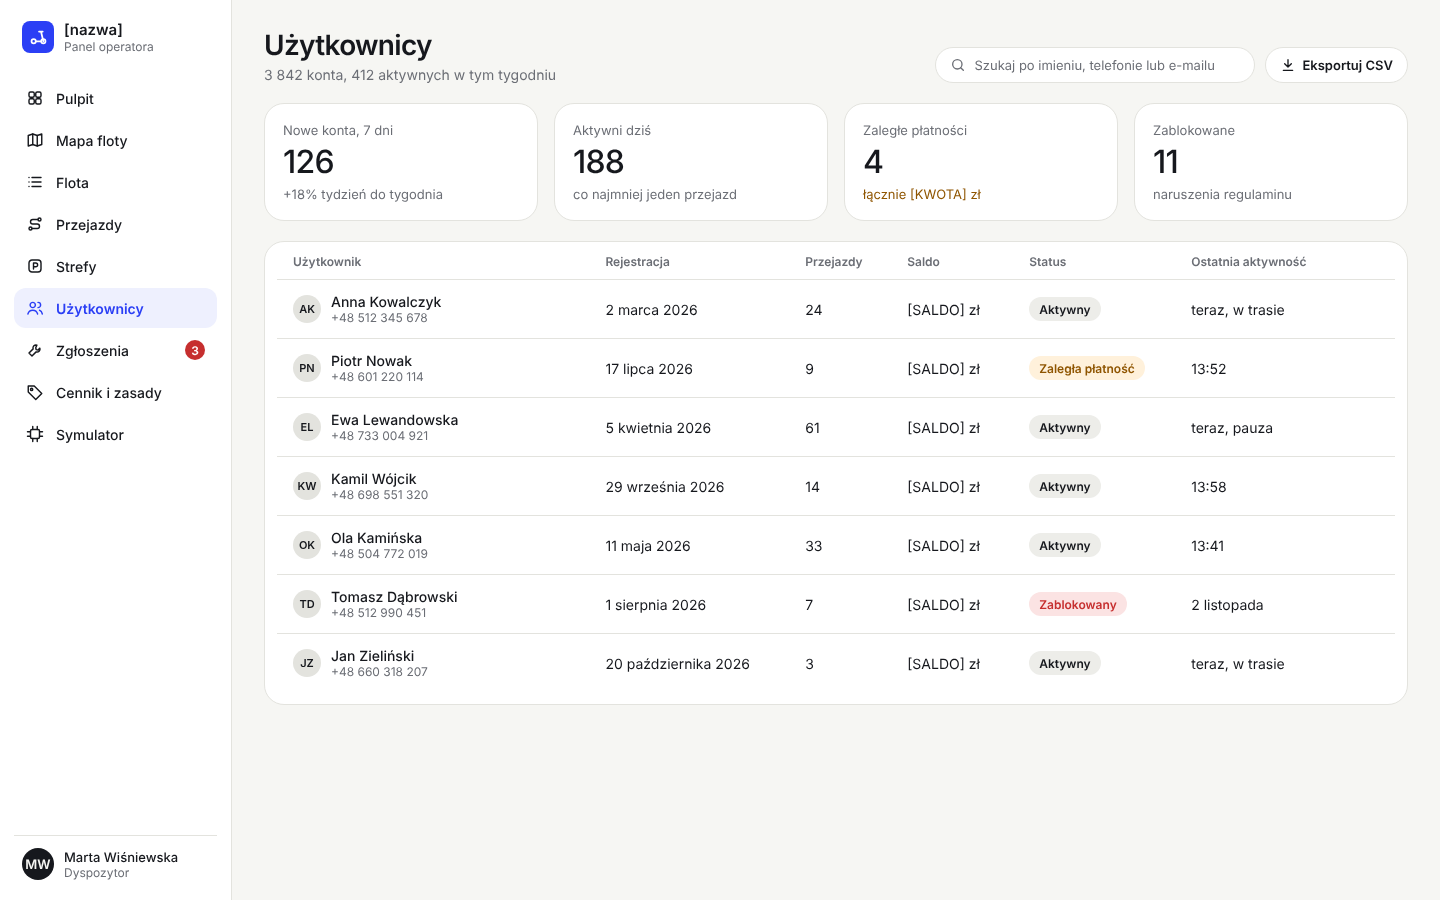 [nazwa]
Panel operatora
Pulpit
Mapa floty
Flota
Przejazdy
Strefy
Użytkownicy
Zgłoszenia 3
Cennik i zasady
Symulator
MW
Marta Wiśniewska
Dyspozytor
Użytkownicy
3 842 konta, 412 aktywnych w tym tygodniu
Szukaj po imieniu, telefonie lub e-mailu
Eksportuj CSV
Nowe konta, 7 dni
126
+18% tydzień do tygodnia
Aktywni dziś
188
co najmniej jeden przejazd
Zaległe płatności
4
łącznie [KWOTA] zł
Zablokowane
11
naruszenia regulaminu
Użytkownik Rejestracja Przejazdy Saldo Status Ostatnia aktywność
AK Anna Kowalczyk 2 marca 2026 24 [SALDO] zł Aktywny teraz, w trasie
+48 512 345 678
PN Piotr Nowak 17 lipca 2026 9 [SALDO] zł Zaległa płatność 13:52
+48 601 220 114
EL Ewa Lewandowska 5 kwietnia 2026 61 [SALDO] zł Aktywny teraz, pauza
+48 733 004 921
KW Kamil Wójcik 29 września 2026 14 [SALDO] zł Aktywny 13:58
+48 698 551 320
OK Ola Kamińska 11 maja 2026 33 [SALDO] zł Aktywny 13:41
+48 504 772 019
TD Tomasz Dąbrowski 1 sierpnia 2026 7 [SALDO] zł Zablokowany 2 listopada
+48 512 990 451
JZ Jan Zieliński 20 października 2026 3 [SALDO] zł Aktywny teraz, w trasie
+48 660 318 207